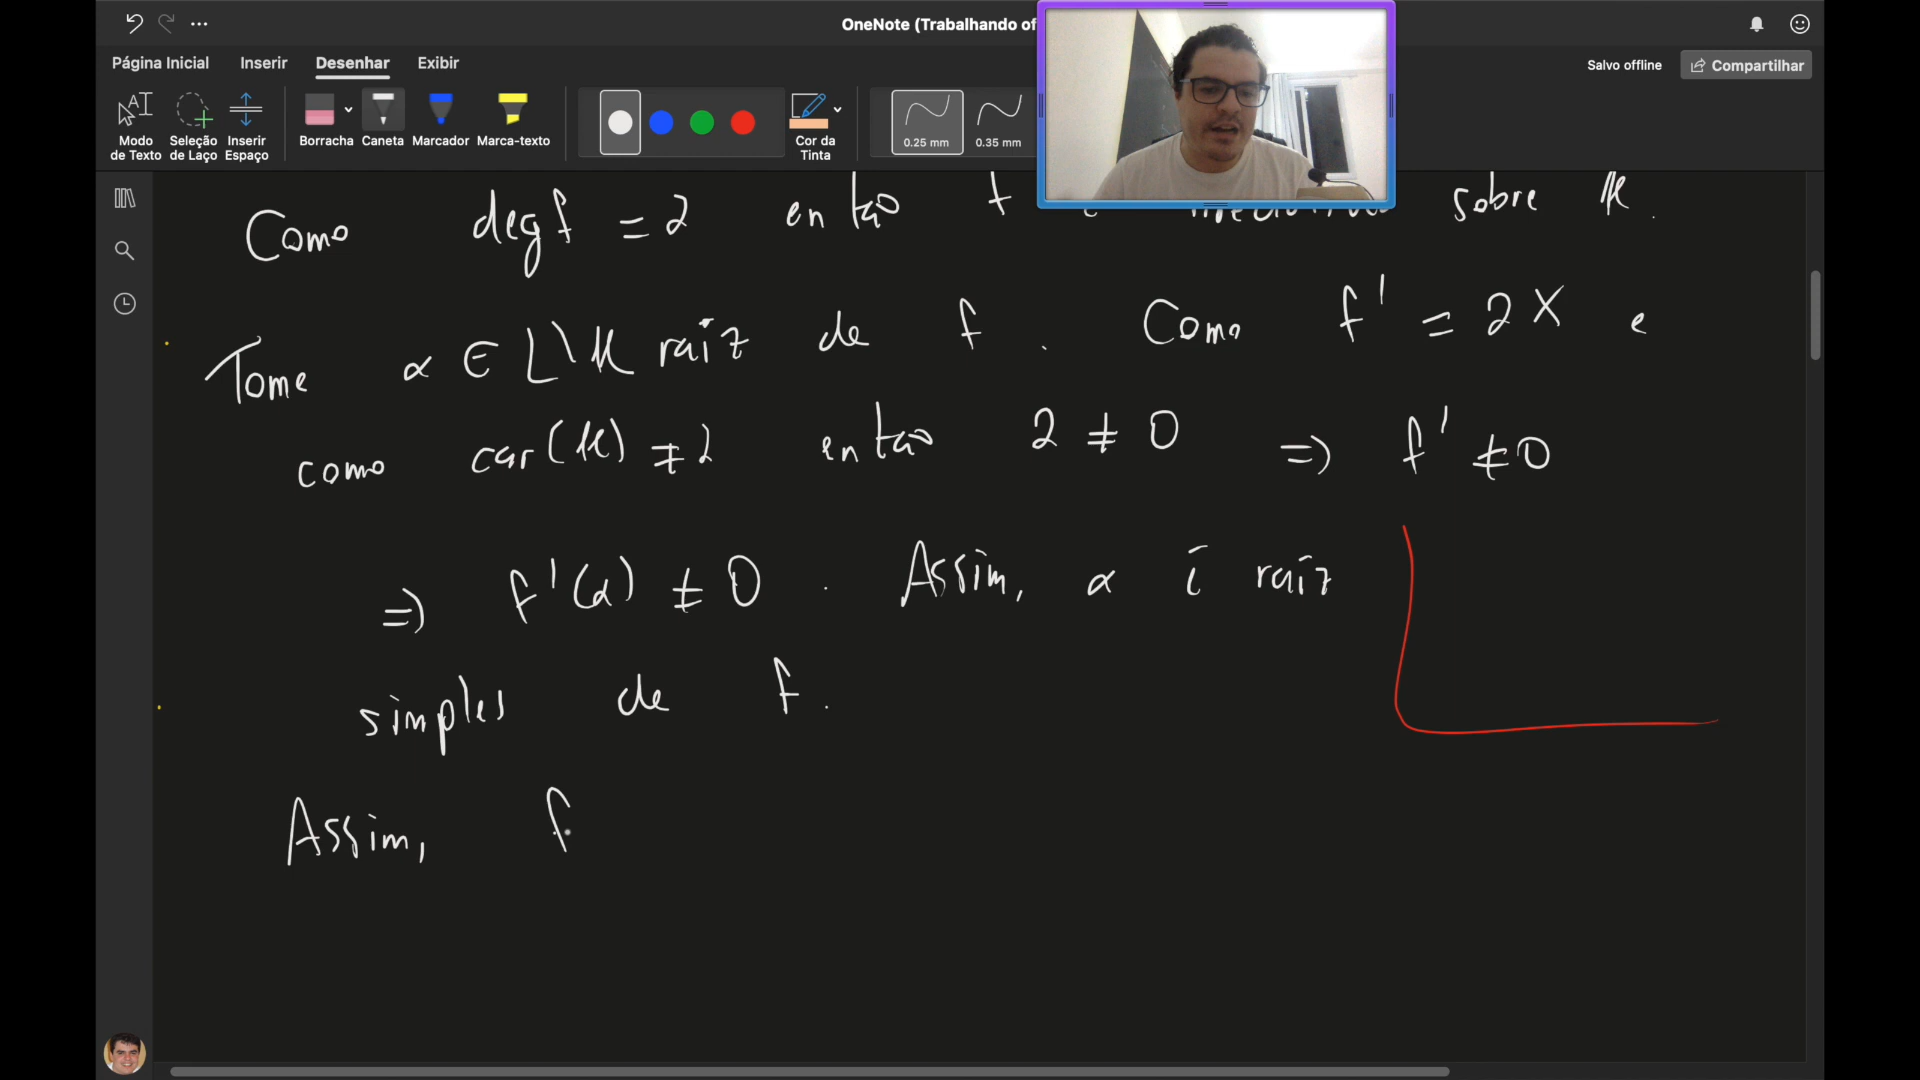 OneNote (Trabalhando of
Página Inicial Inserir Desenhar Exibir
Salvo offline Compartilhar
Modo de Texto Seleção de Laço Inserir Espaço Borracha Caneta Marcador Marca-texto Cor da Tinta 0.25 mm 0.35 mm
Como deg f = 2 então f sobre K.
Tome α ∈ L\K raiz de f. Como f' = 2X e
como car(K) ≠ 2 então 2 ≠ 0 => f' ≠ 0
=> f'(α) ≠ 0. Assim, α é raiz
simples de f.
Assim, f